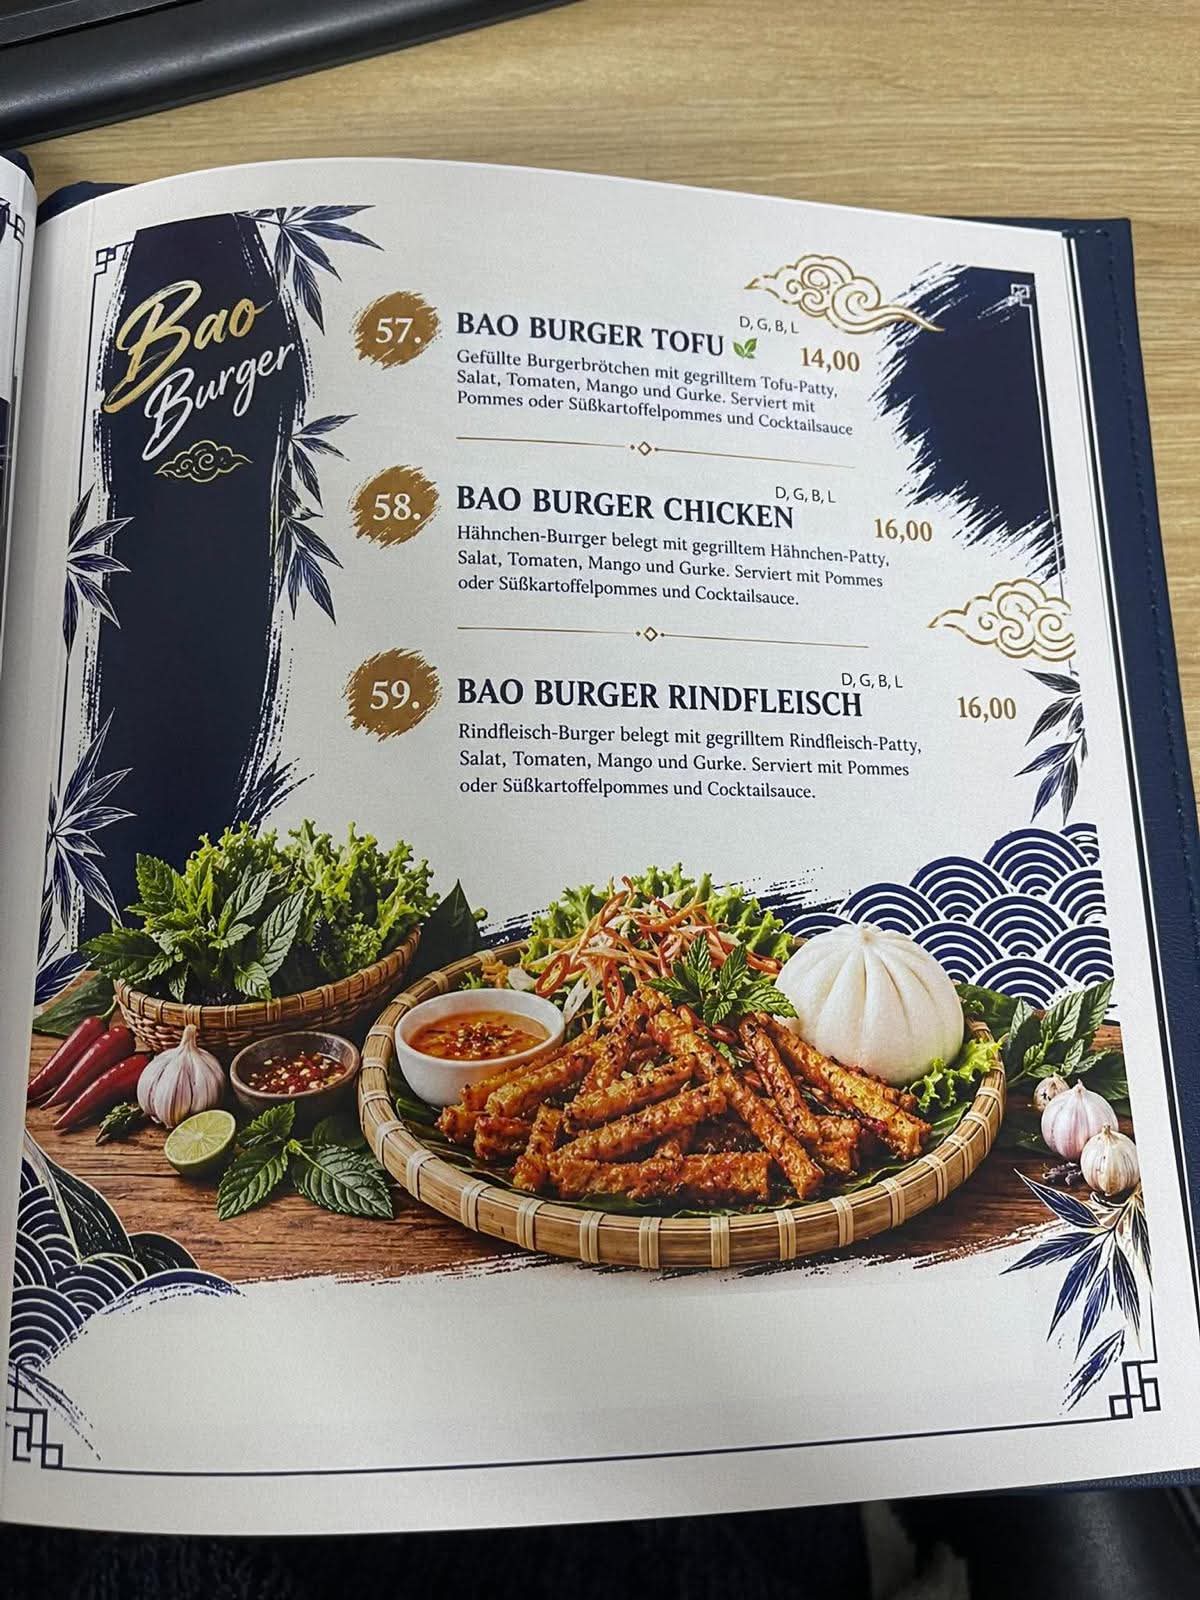 Bao
Burger
57.
BAO BURGER TOFU
D, G, B, L
14,00
Gefüllte Burgerbrötchen mit gegrilltem Tofu-Patty,
Salat, Tomaten, Mango und Gurke. Serviert mit
Pommes oder Süßkartoffelpommes und Cocktailsauce
58.
BAO BURGER CHICKEN
D, G, B, L
16,00
Hähnchen-Buırger belegt mit gegrilltem Hähnchen-Patty,
Salat, Tomaten, Mango und Gurke. Serviert mit Pommes
oder Süßkartoffelpommes und Cocktailsauce.
59.
BAO BURGER RINDFLEISCH
D, G, B, L
16,00
Rindfleisch-Burger belegt mit gegrilltem Rindfleisch-Patty,
Salat, Tomaten, Mango und Gurke. Serviert mit Pommes
oder Süßkartoffelpommes und Cocktailsauce.